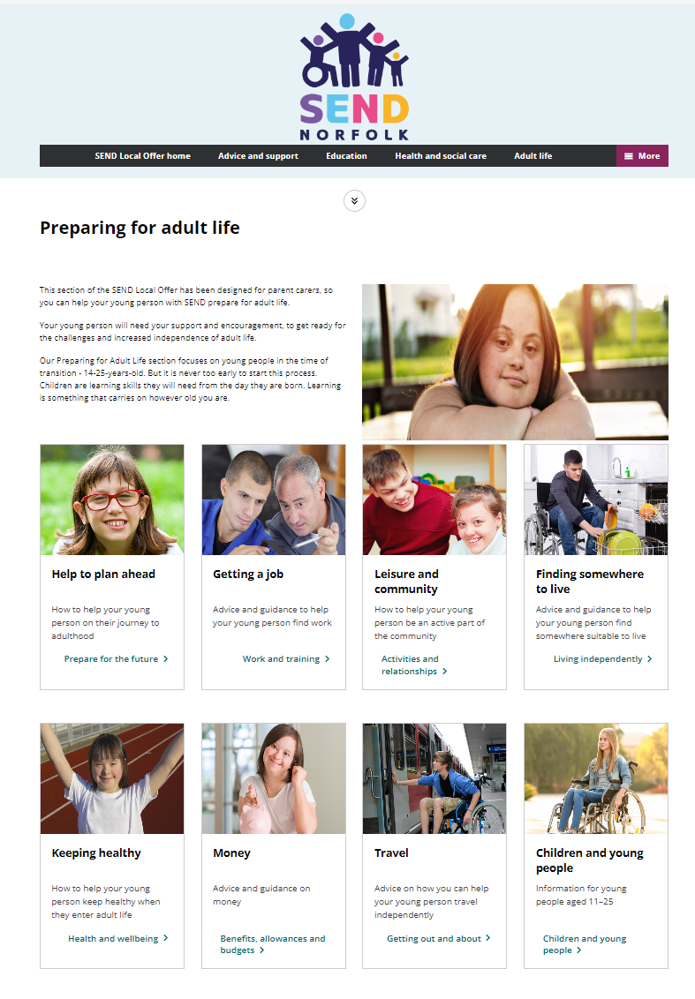 SEND
NORFOLK
SEND Local Offer home Advice and support Education Health and social care Adult life More
Preparing for adult life
This section of the SEND Local Offer has been designed for parent carers, so
you can help your young person with SEND prepare for adult life.
Your young person will need your support and encouragement, to get ready for
the challenges and increased independence of adult life.
Our Preparing for Adult Life section focuses on young people in the time of
transition - 14-25-years-old. But it is never too early to start this process.
Children are learning skills they will need from the day they are born. Learning
is something that carries on however old you are.
Help to plan ahead
How to help your young
person on their journey to
adulthood
Prepare for the future
Getting a job
Advice and guidance to help
your young person find work
Work and training
Leisure and
community
How to help your young
person be an active part of
the community
Activities and
relationships
Finding somewhere
to live
Advice and guidance to help
your young person find
somewhere suitable to live
Living independently
Keeping healthy
How to help your young
person keep healthy when
they enter adult life
Health and wellbeing
Money
Advice and guidance on
money
Benefits, allowances and
budgets
Travel
Advice on how you can help
your young person travel
independently
Getting out and about
Children and young
people
Information for young
people aged 11–25
Children and young
people